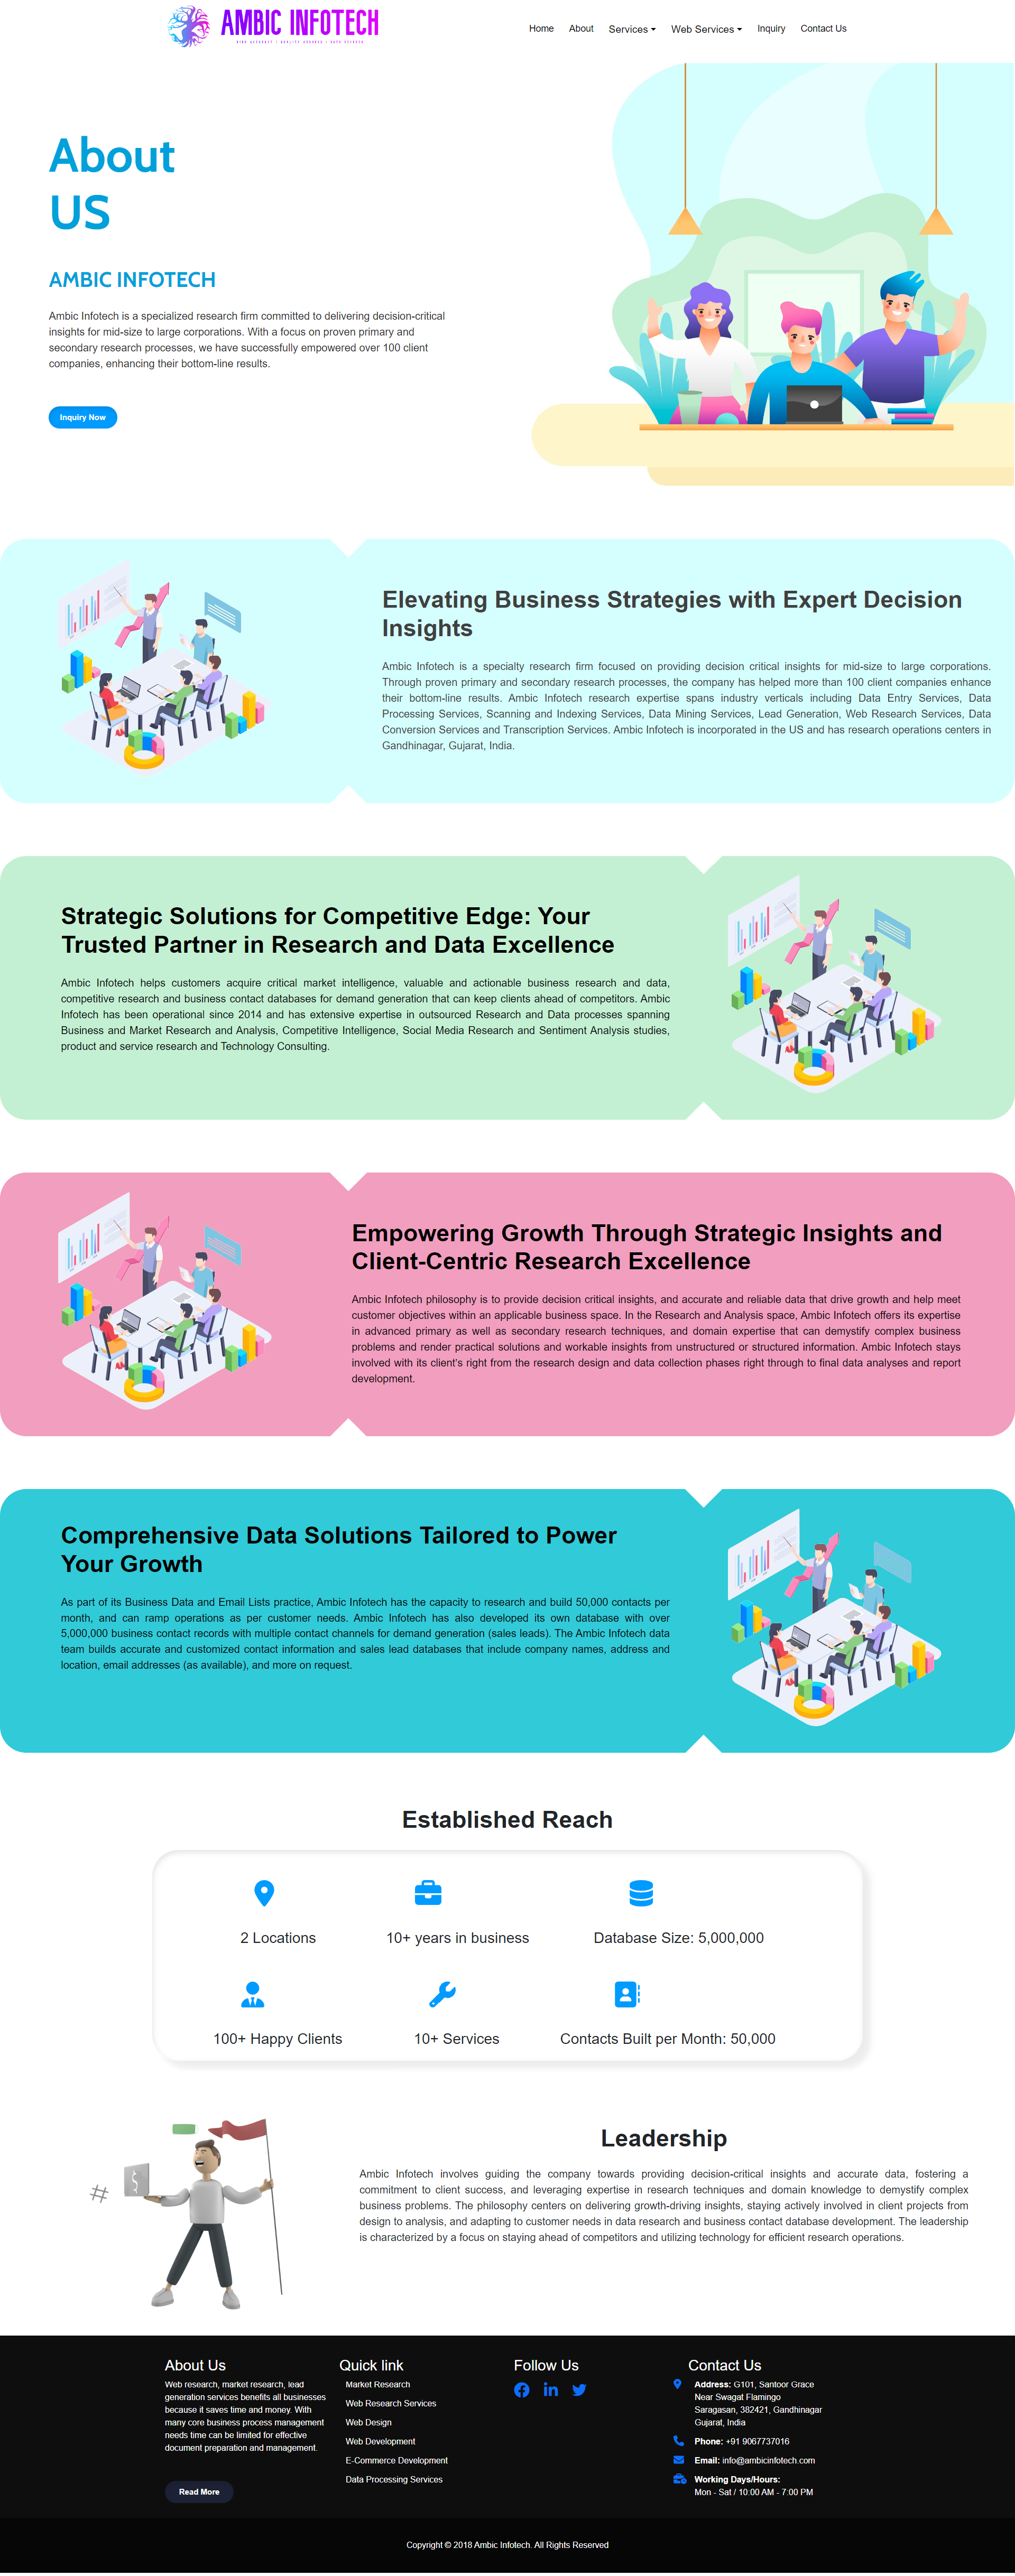 AMBIC INFOTECH
Home
About
Services
Web Services
Inquiry
Contact Us
About
US
AMBIC INFOTECH
Ambic Infotech is a specialized research firm committed to delivering decision-critical
insights for mid-size to large corporations. With a focus on proven primary and
secondary research processes, we have successfully empowered over 100 client
companies, enhancing their bottom-line results.
Inquiry Now
Elevating Business Strategies with Expert Decision
Insights
Ambic Infotech is a specialty research firm focused on providing decision critical insights for mid-size to large corporations.
Through proven primary and secondary research processes, the company has helped more than 100 client companies enhance
their bottom-line results. Ambic Infotech research expertise spans industry verticals including Data Entry Services, Data
Processing Services, Scanning and Indexing Services, Data Mining Services, Lead Generation, Web Research Services, Data
Conversion Services and Transcription Services. Ambic Infotech is incorporated in the US and has research operations centers in
Gandhinagar, Gujarat, India.
Strategic Solutions for Competitive Edge: Your
Trusted Partner in Research and Data Excellence
Ambic Infotech helps customers acquire critical market intelligence, valuable and actionable business research and data,
competitive research and business contact databases for demand generation that can keep clients ahead of competitors. Ambic
Infotech has been operational since 2014 and has extensive expertise in outsourced Research and Data processes spanning
Business and Market Research and Analysis, Competitive Intelligence, Social Media Research and Sentiment Analysis studies,
product and service research and Technology Consulting.
Empowering Growth Through Strategic Insights and
Client-Centric Research Excellence
Ambic Infotech philosophy is to provide decision critical insights, and accurate and reliable data that drive growth and help meet
customer objectives within an applicable business space. In the Research and Analysis space, Ambic Infotech offers its expertise
in advanced primary as well as secondary research techniques, and domain expertise that can demystify complex business
problems and render practical solutions and workable insights from unstructured or structured information. Ambic Infotech stays
involved with its client's right from the research design and data collection phases right through to final data analyses and report
development.
Comprehensive Data Solutions Tailored to Power
Your Growth
As part of its Business Data and Email Lists practice, Ambic Infotech has the capacity to research and build 50,000 contacts per
month, and can ramp operations as per customer needs. Ambic Infotech has also developed its own database with over
5,000,000 business contact records with multiple contact channels for demand generation (sales leads). The Ambic Infotech data
team builds accurate and customized contact information and sales lead databases that include company names, address and
location, email addresses (as available), and more on request.
Established Reach
2 Locations
10+ years in business
Database Size: 5,000,000
100+ Happy Clients
10+ Services
Contacts Built per Month: 50,000
Leadership
Ambic Infotech involves guiding the company towards providing decision-critical insights and accurate data, fostering a
commitment to client success, and leveraging expertise in research techniques and domain knowledge to demystify complex
business problems. The philosophy centers on delivering growth-driving insights, staying actively involved in client projects from
design to analysis, and adapting to customer needs in data research and business contact database development. The leadership
is characterized by a focus on staying ahead of competitors and utilizing technology for efficient research operations.
About Us
Web research, market research, lead
generation services benefits all businesses
because it saves time and money. With
many core business process management
needs time can be limited for effective
document preparation and management.
Read More
Quick link
Market Research
Web Research Services
Web Design
Web Development
E-Commerce Development
Data Processing Services
Follow Us
Contact Us
Address: G101, Santoor Grace
Near Swagat Flamingo
Saragasan, 382421, Gandhinagar
Gujarat, India
Phone: +91 9067737016
Email: info@ambicinfotech.com
Working Days/Hours:
Mon - Sat / 10:00 AM - 7:00 PM
Copyright © 2018 Ambic Infotech. All Rights Reserved